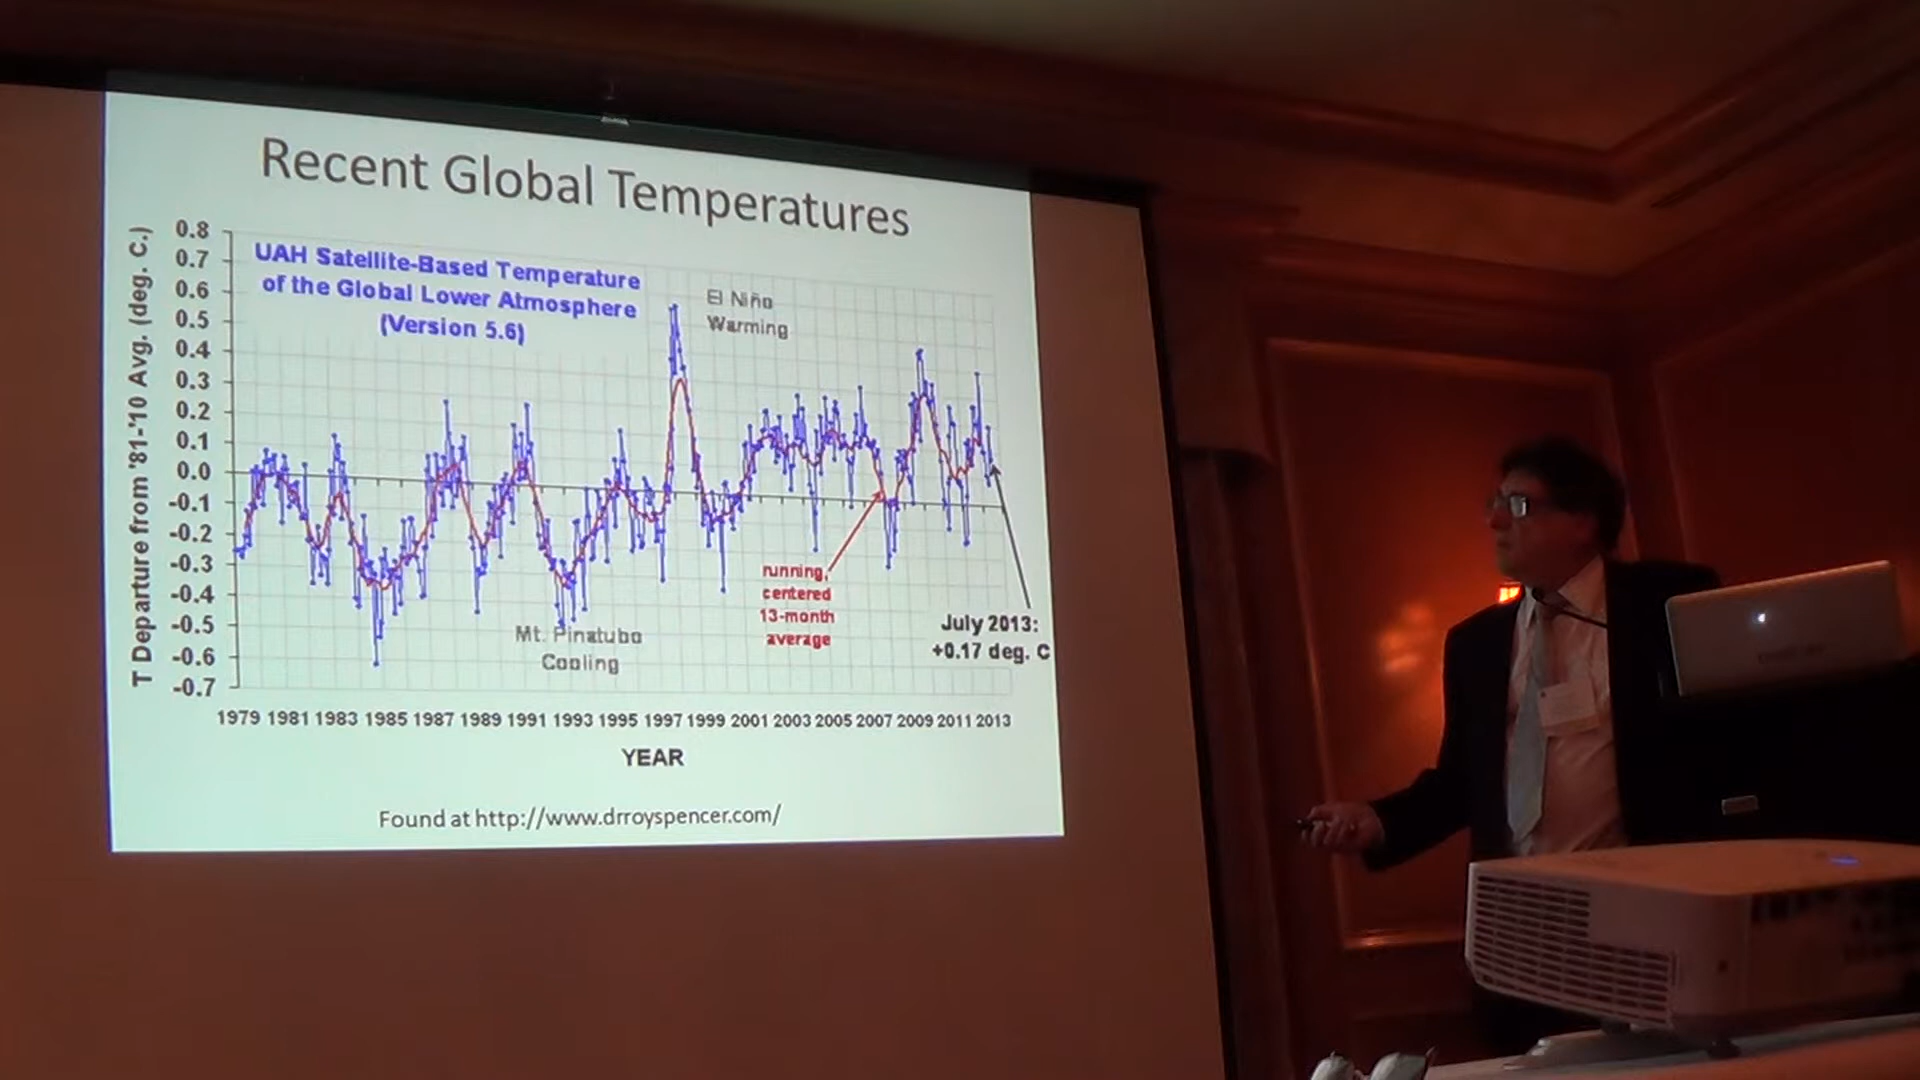 Recent Global Temperatures
T Departure from '81-'10 Avg. (deg. C.)
0.8
0.7
0.6
0.5
0.4
0.3
0.2
0.1
0.0
-0.1
-0.2
-0.3
-0.4
-0.5
-0.6
-0.7
UAH Satellite-Based Temperature
of the Global Lower Atmosphere
(Version 5.6)
El Niño
Warming
Mt. Pinatubo
Cooling
running,
centered
13-month
average
July 2013:
+0.17 deg. C
1979 1981 1983 1985 1987 1989 1991 1993 1995 1997 1999 2001 2003 2005 2007 2009 2011 2013
YEAR
Found at http://www.drroyspencer.com/